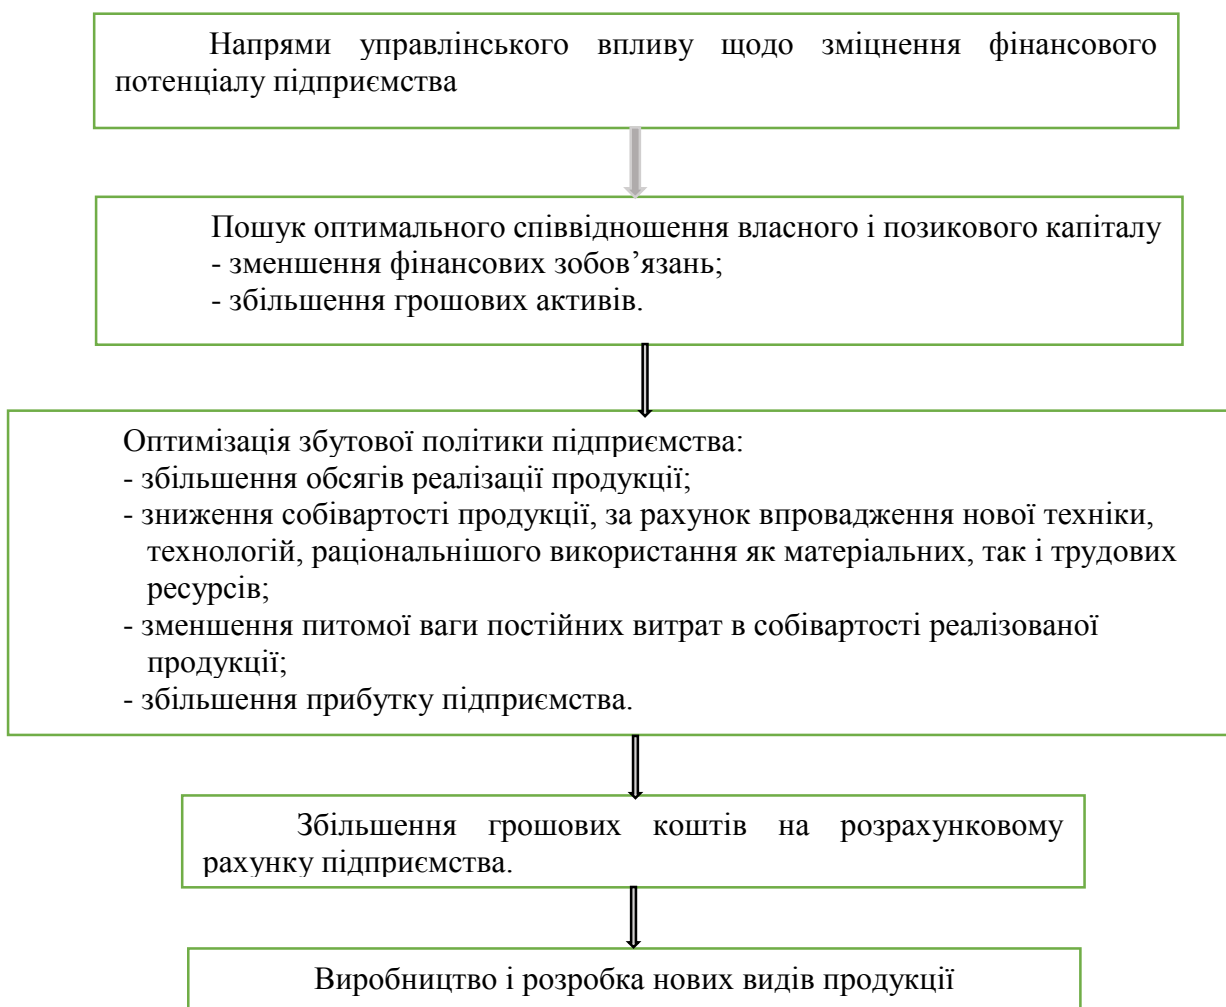 Напрями управлінського впливу щодо зміцнення фінансового
потенціалу підприємства
Пошук оптимального співвідношення власного і позикового капіталу
- зменшення фінансових зобов’язань;
- збільшення грошових активів.
Оптимізація збутової політики підприємства:
- збільшення обсягів реалізації продукції;
- зниження собівартості продукції, за рахунок впровадження нової техніки,
технологій, раціональнішого використання як матеріальних, так і трудових
ресурсів;
- зменшення питомої ваги постійних витрат в собівартості реалізованої
продукції;
- збільшення прибутку підприємства.
Збільшення грошових коштів на розрахунковому
рахунку підприємства.
Виробництво і розробка нових видів продукції